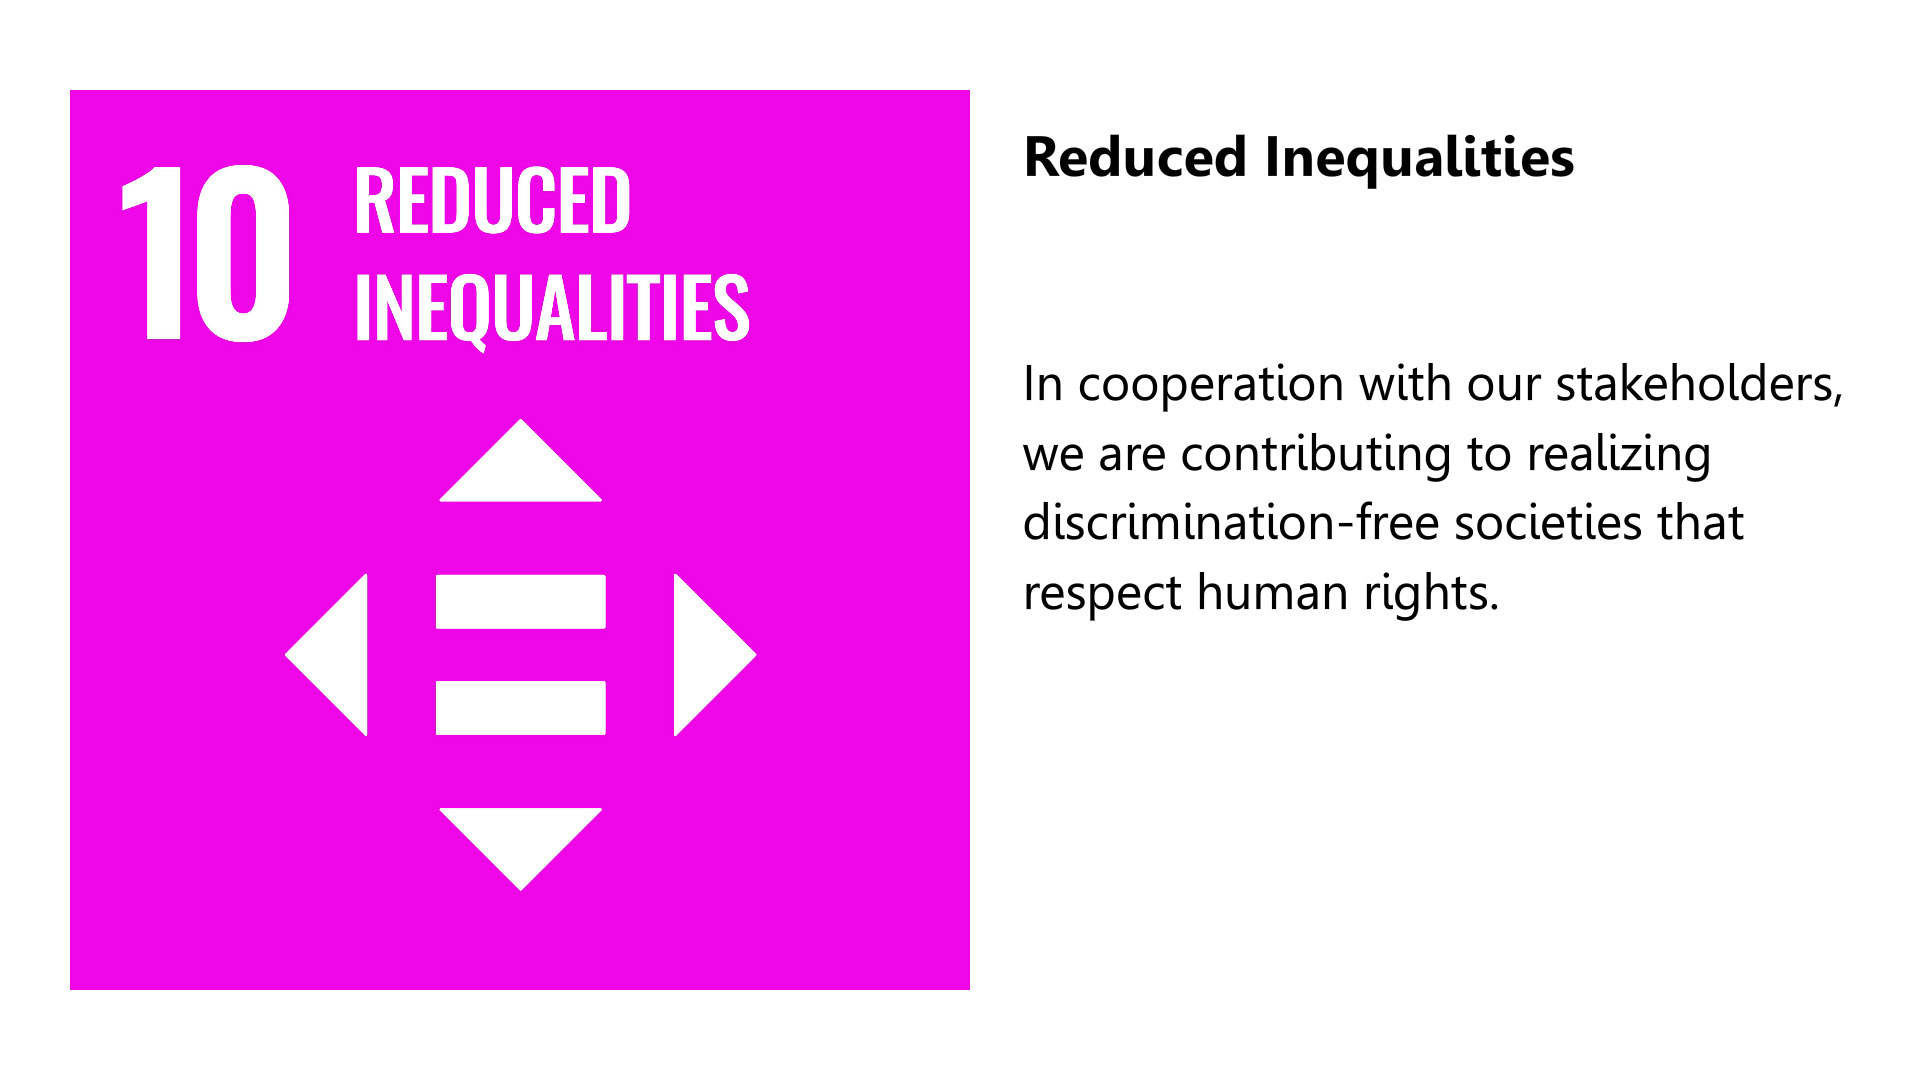 10
REDUCED
INEQUALITIES
Reduced Inequalities
In cooperation with our stakeholders,
we are contributing to realizing
discrimination-free societies that
respect human rights.